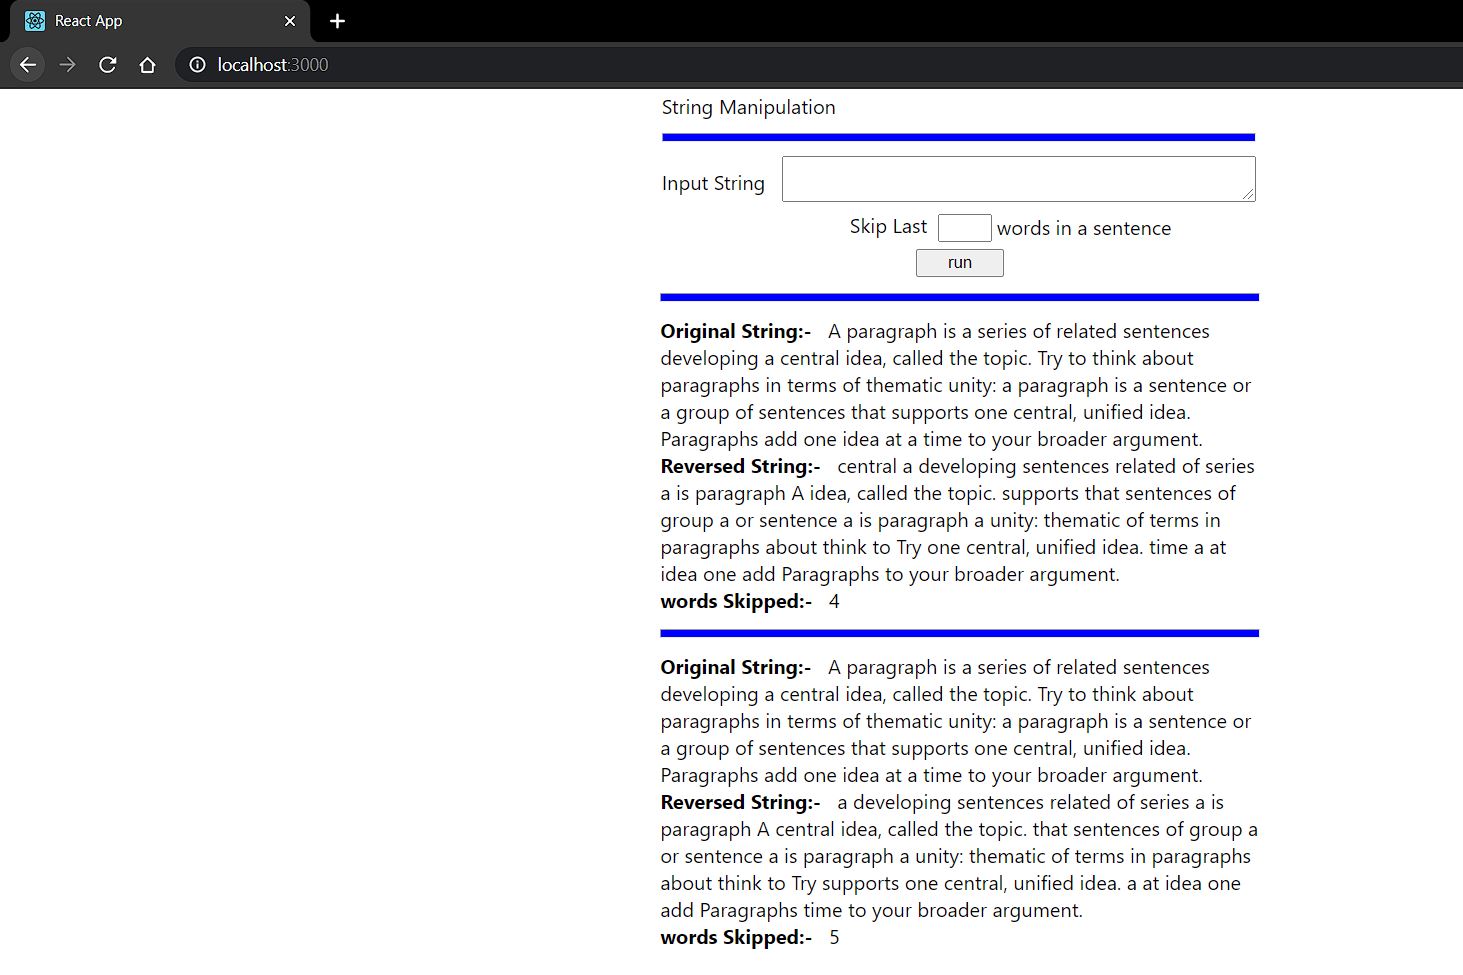 React App
localhost:3000
String Manipulation
Input String
Skip Last words in a sentence
run
Original String:- A paragraph is a series of related sentences
developing a central idea, called the topic. Try to think about
paragraphs in terms of thematic unity: a paragraph is a sentence or
a group of sentences that supports one central, unified idea.
Paragraphs add one idea at a time to your broader argument.
Reversed String:- central a developing sentences related of series
a is paragraph A idea, called the topic. supports that sentences of
group a or sentence a is paragraph a unity: thematic of terms in
paragraphs about think to Try one central, unified idea. time a at
idea one add Paragraphs to your broader argument.
words Skipped:- 4
Original String:- A paragraph is a series of related sentences
developing a central idea, called the topic. Try to think about
paragraphs in terms of thematic unity: a paragraph is a sentence or
a group of sentences that supports one central, unified idea.
Paragraphs add one idea at a time to your broader argument.
Reversed String:- a developing sentences related of series a is
paragraph A central idea, called the topic. that sentences of group a
or sentence a is paragraph a unity: thematic of terms in paragraphs
about think to Try supports one central, unified idea. a at idea one
add Paragraphs time to your broader argument.
words Skipped:- 5